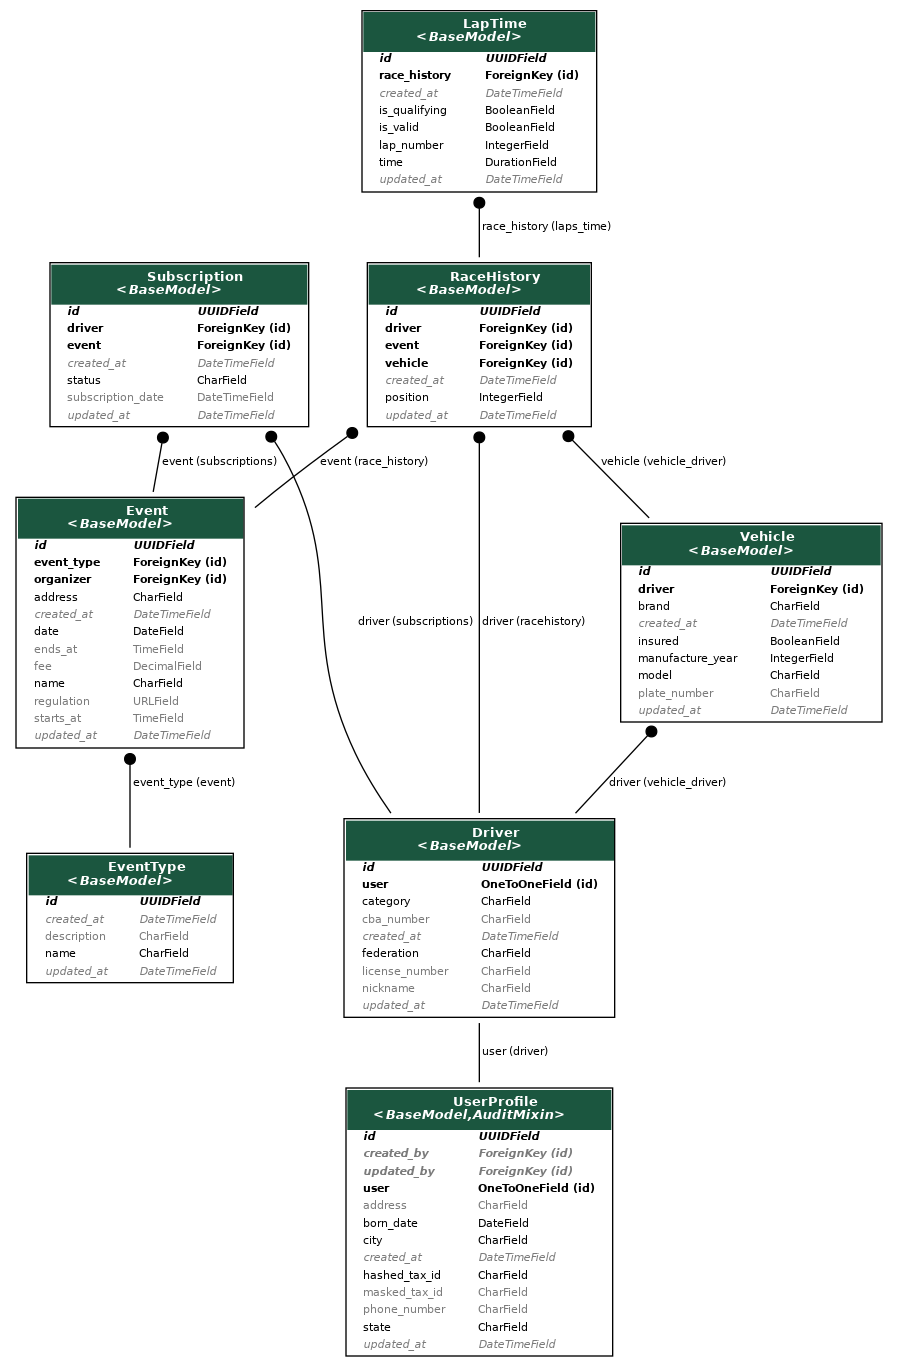 LapTime
<BaseModel>
id UUIDField
race_history ForeignKey (id)
created_at DateTimeField
is_qualifying BooleanField
is_valid BooleanField
lap_number IntegerField
time DurationField
updated_at DateTimeField
race_history (laps_time)
Subscription
<BaseModel>
id UUIDField
driver ForeignKey (id)
event ForeignKey (id)
created_at DateTimeField
status CharField
subscription_date DateTimeField
updated_at DateTimeField
RaceHistory
<BaseModel>
id UUIDField
driver ForeignKey (id)
event ForeignKey (id)
vehicle ForeignKey (id)
created_at DateTimeField
position IntegerField
updated_at DateTimeField
event (subscriptions)
event (race_history)
vehicle (vehicle_driver)
Event
<BaseModel>
id UUIDField
event_type ForeignKey (id)
organizer ForeignKey (id)
address CharField
created_at DateTimeField
date DateField
ends_at TimeField
fee DecimalField
name CharField
regulation URLField
starts_at TimeField
updated_at DateTimeField
driver (subscriptions)
driver (racehistory)
Vehicle
<BaseModel>
id UUIDField
driver ForeignKey (id)
brand CharField
created_at DateTimeField
insured BooleanField
manufacture_year IntegerField
model CharField
plate_number CharField
updated_at DateTimeField
event_type (event)
driver (vehicle_driver)
EventType
<BaseModel>
id UUIDField
created_at DateTimeField
description CharField
name CharField
updated_at DateTimeField
Driver
<BaseModel>
id UUIDField
user OneToOneField (id)
category CharField
cba_number CharField
created_at DateTimeField
federation CharField
license_number CharField
nickname CharField
updated_at DateTimeField
user (driver)
UserProfile
<BaseModel,AuditMixin>
id UUIDField
created_by ForeignKey (id)
updated_by ForeignKey (id)
user OneToOneField (id)
address CharField
born_date DateField
city CharField
created_at DateTimeField
hashed_tax_id CharField
masked_tax_id CharField
phone_number CharField
state CharField
updated_at DateTimeField